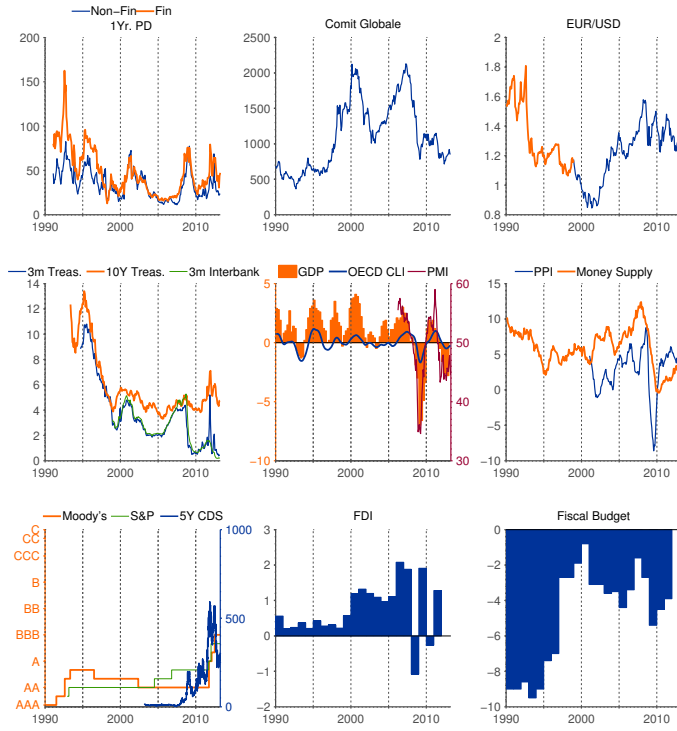 Non−Fin Fin
1Yr. PD
200
150
100
50
0
1990 2000 2010
Comit Globale
2500
2000
1500
1000
500
0
1990 2000 2010
EUR/USD
2
1.8
1.6
1.4
1.2
1
0.8
1990 2000 2010
3m Treas. 10Y Treas. 3m Interbank
14
12
10
8
6
4
2
0
1990 2000 2010
GDP OECD CLI PMI
5
0
−5
−10
60
50
40
30
1990 2000 2010
PPI Money Supply
15
10
5
0
−5
−10
1990 2000 2010
Moody's S&P 5Y CDS
C
CC
CCC
B
BB
BBB
A
AA
AAA
1000
500
0
1990 2000 2010
FDI
3
2
1
0
−1
−2
1990 2000 2010
Fiscal Budget
0
−2
−4
−6
−8
−10
1990 2000 2010